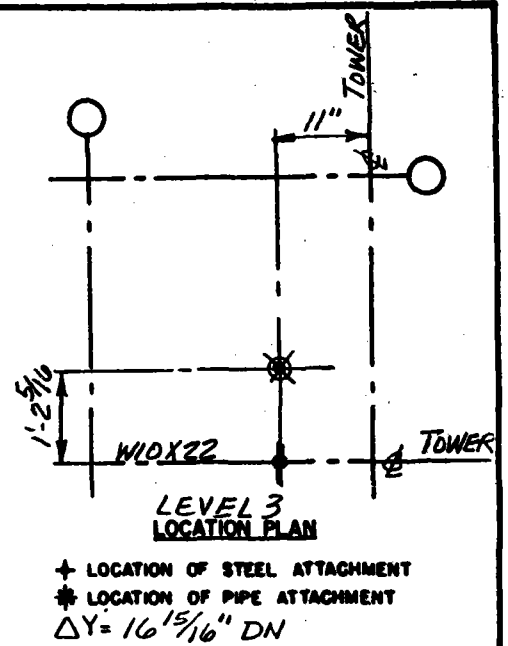 TOWER
11"
℄
1'-2 5/16
W10X22
℄ TOWER
LEVEL 3
LOCATION PLAN
LOCATION OF STEEL ATTACHMENT
LOCATION OF PIPE ATTACHMENT
ΔY= 16 15/16" DN